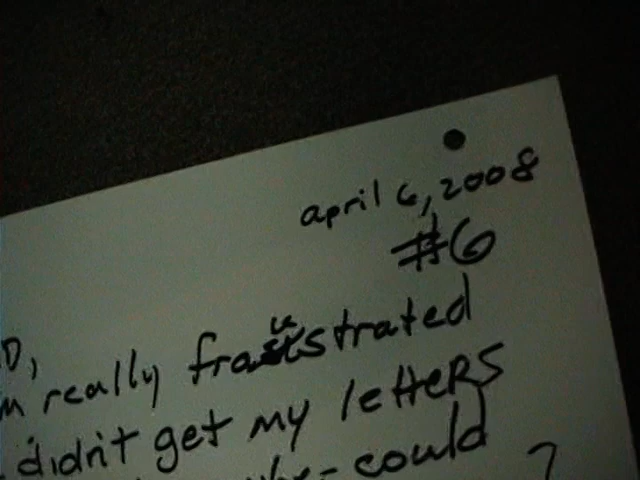 april 6, 2008
#6
D,
m really frustrated
didn't get my letters
could
?